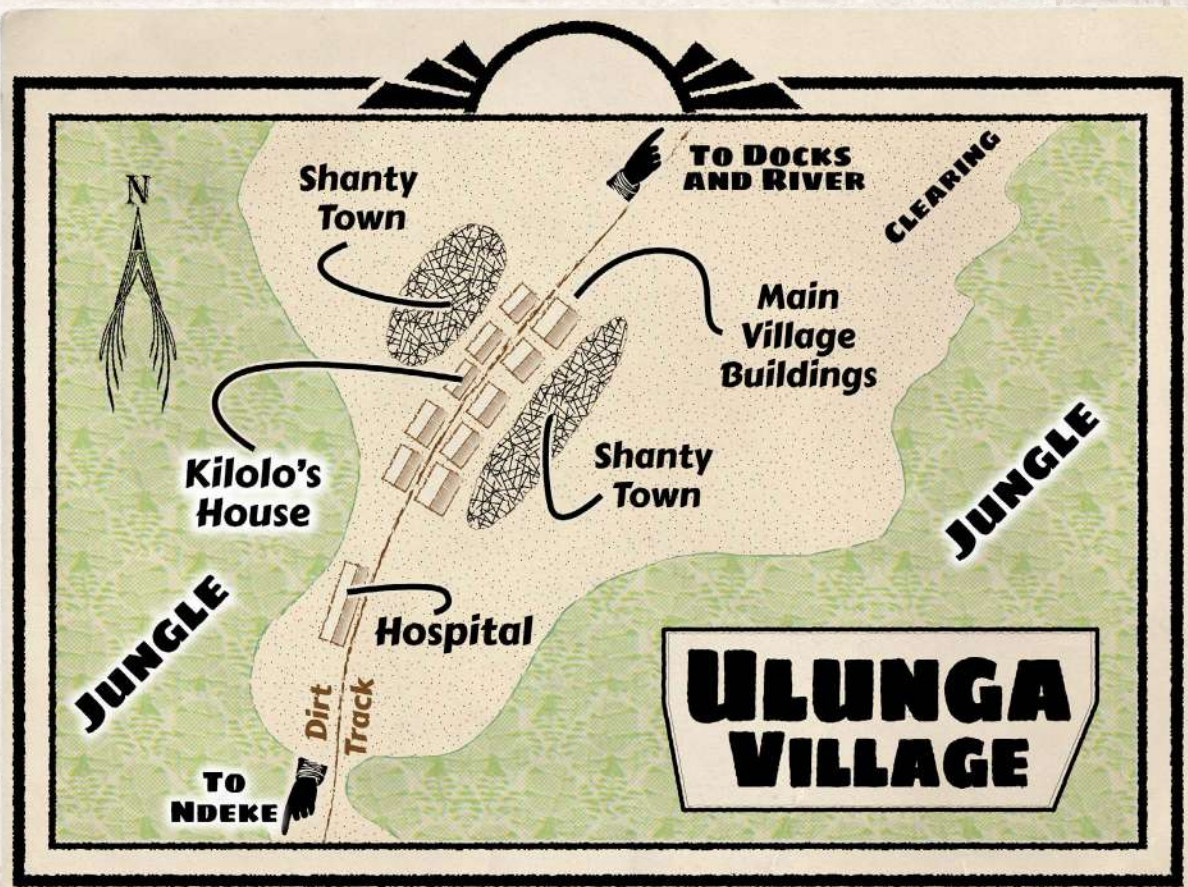 N
Shanty
Town
To Docks
and River
Clearing
Main
Village
Buildings
Kilolo's
House
Shanty
Town
Jungle
Jungle
Hospital
Dirt
Track
To
Ndeke
Ulunga
Village